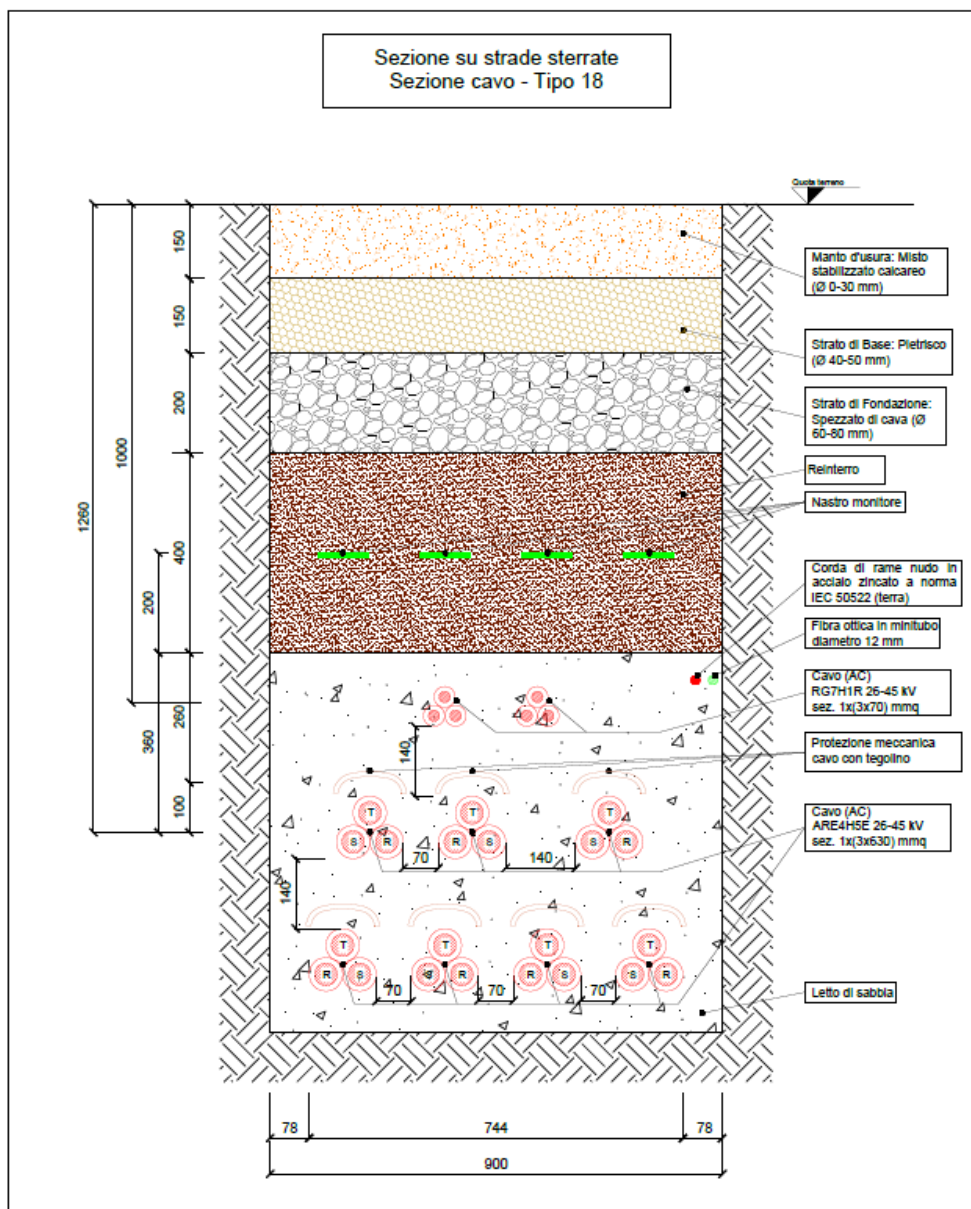 Sezione su strade sterrate
Sezione cavo - Tipo 18
Quota terreno
150
150
200
1000
1260
400
200
260
360
100
140
140
Manto d'usura: Misto
stabilizzato calcareo
(Ø 0-30 mm)
Strato di Base: Pietrisco
(Ø 40-50 mm)
Strato di Fondazione:
Spezzato di cava (Ø
60-80 mm)
Reinterro
Nastro monitore
Corda di rame nudo in
acciaio zincato a norma
IEC 50522 (terra)
Fibra ottica in minitubo
diametro 12 mm
Cavo (AC)
RG7H1R 26-45 kV
sez. 1x(3x70) mmq
Protezione meccanica
cavo con tegolino
Cavo (AC)
ARE4H5E 26-45 kV
sez. 1x(3x630) mmq
Letto di sabbia
T T T
S R R S S R
70 140
T T T T
R S S R R S S R
70 70 70
78 744 78
900